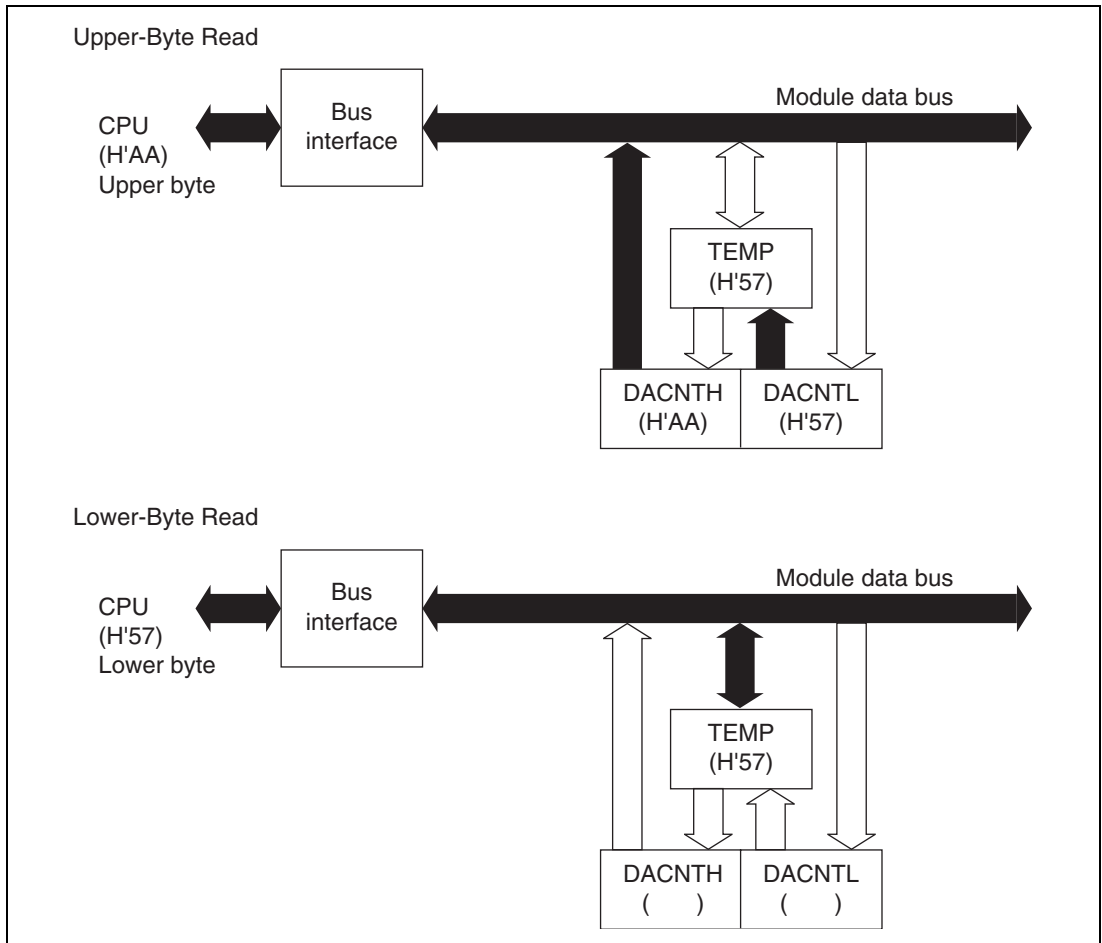 Upper-Byte Read
CPU
(H'AA)
Upper byte
Bus
interface
Module data bus
TEMP
(H'57)
DACNTH
(H'AA)
DACNTL
(H'57)
Lower-Byte Read
CPU
(H'57)
Lower byte
Bus
interface
Module data bus
TEMP
(H'57)
DACNTH
( )
DACNTL
( )